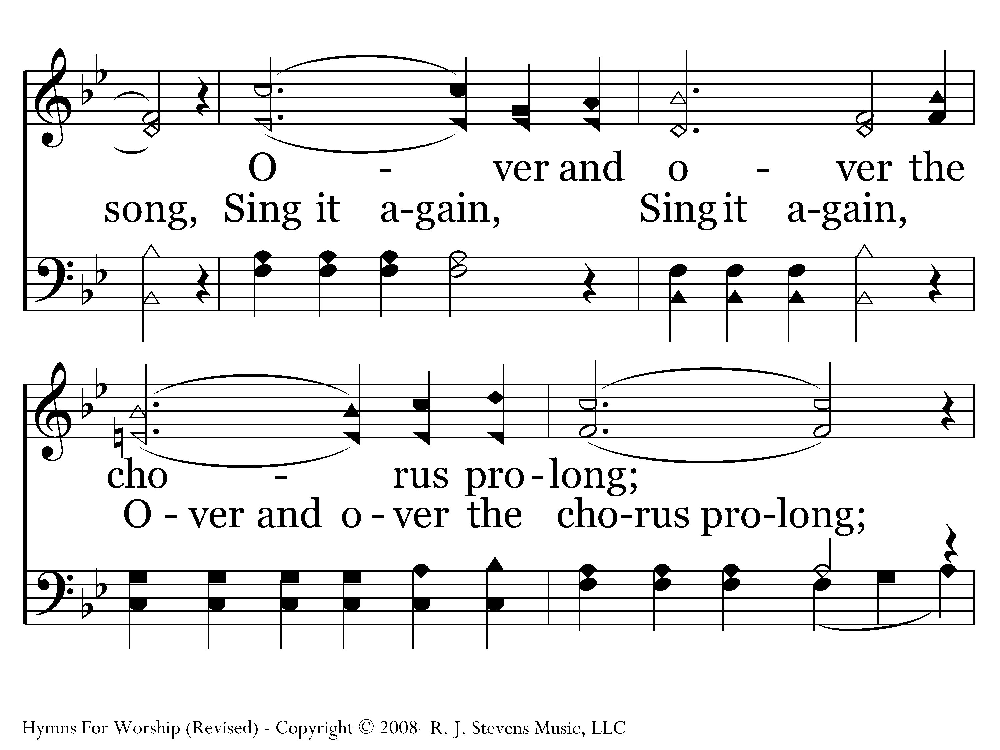 O - ver and o - ver the
song, Sing it a-gain, Sing it a-gain,
cho - rus pro - long;
O - ver and o - ver the cho-rus pro-long;
Hymns For Worship (Revised) - Copyright © 2008 R. J. Stevens Music, LLC